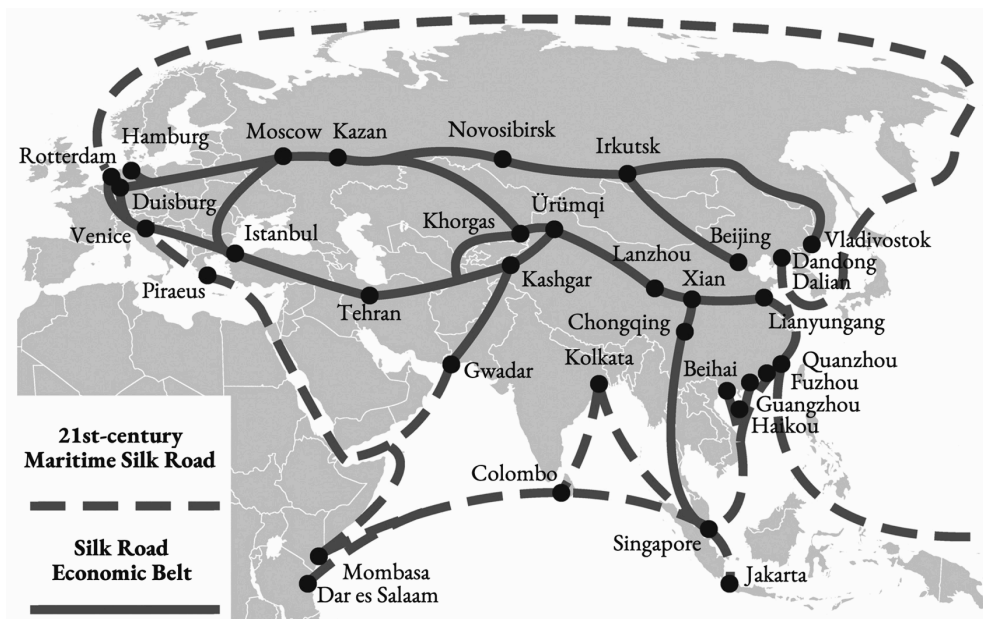 Hamburg
Moscow
Kazan
Novosibirsk
Irkutsk
Rotterdam
Duisburg
Venice
Istanbul
Khorgas
Ürümqi
Lanzhou
Beijing
Vladivostok
Dandong
Dalian
Piraeus
Tehran
Kashgar
Xian
Lianyungang
Chongqing
Kolkata
Gwadar
Beihai
Quanzhou
Fuzhou
Guangzhou
Haikou
21st-century
Maritime Silk Road
Colombo
Silk Road
Economic Belt
Singapore
Mombasa
Dar es Salaam
Jakarta